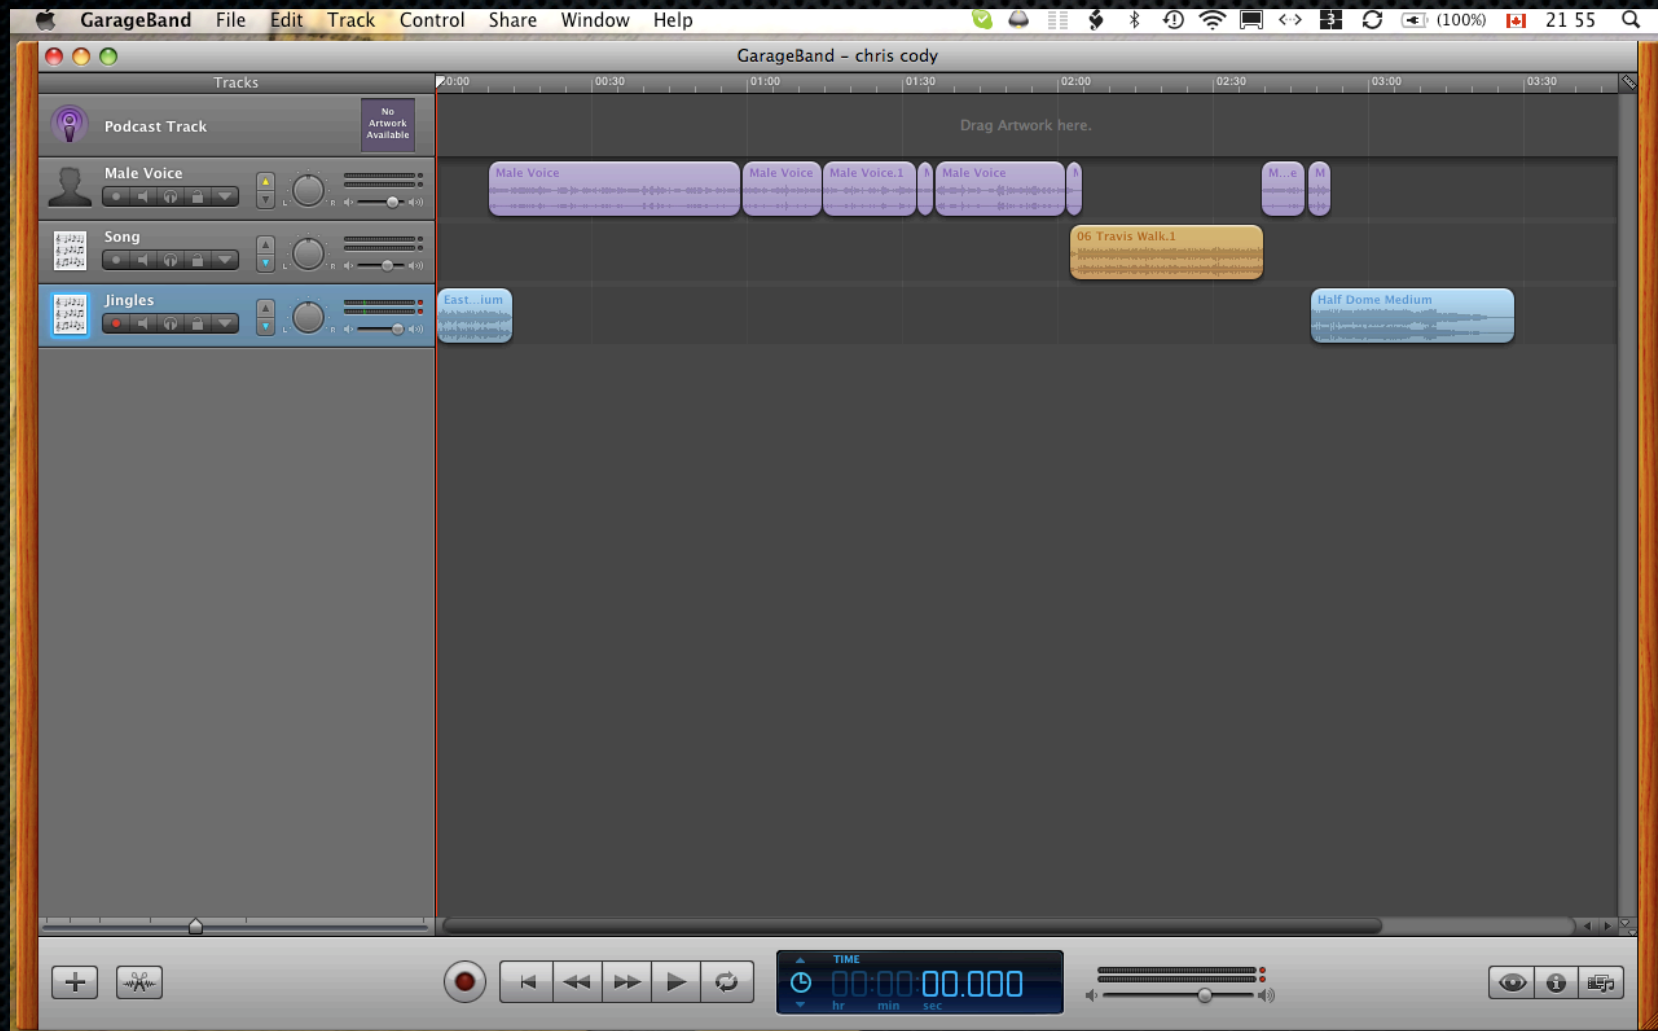 GarageBand File Edit Track Control Share Window Help 3 (100%) 21 55
GarageBand – chris cody
Tracks
0:00 00:30 01:00 01:30 02:00 02:30 03:00 03:30
Podcast Track
No
Artwork
Available
Drag Artwork here.
Male Voice
L R
Male Voice Male Voice Male Voice.1 M Male Voice M M...e M
Song
L R
06 Travis Walk.1
Jingles
L R
East...ium Half Dome Medium
TIME
00:00:00.000
hr min sec